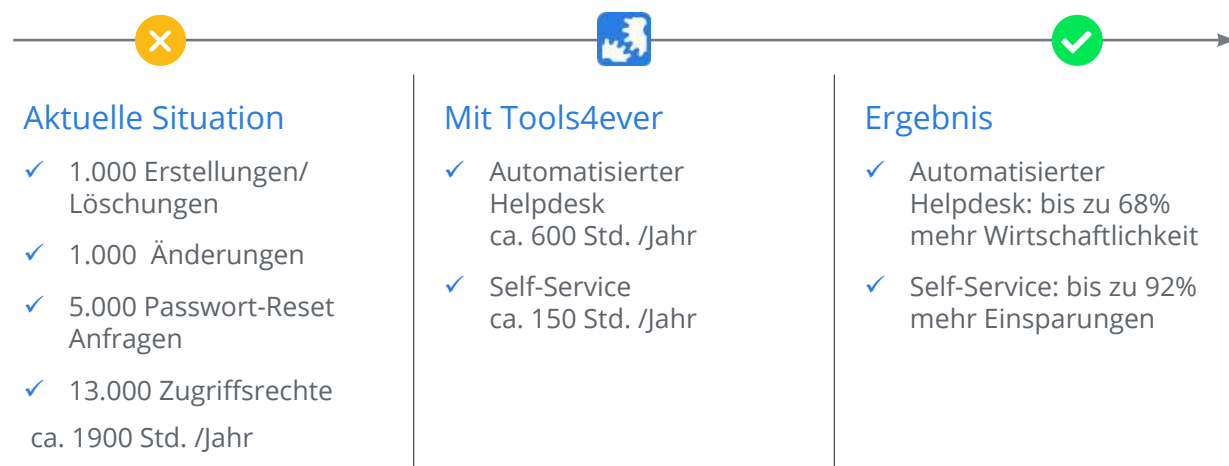 Aktuelle Situation
1.000 Erstellungen/
Löschungen
1.000 Änderungen
5.000 Passwort-Reset
Anfragen
13.000 Zugriffsrechte
ca. 1900 Std. /Jahr
Mit Tools4ever
Automatisierter
Helpdesk
ca. 600 Std. /Jahr
Self-Service
ca. 150 Std. /Jahr
Ergebnis
Automatisierter
Helpdesk: bis zu 68%
mehr Wirtschaftlichkeit
Self-Service: bis zu 92%
mehr Einsparungen